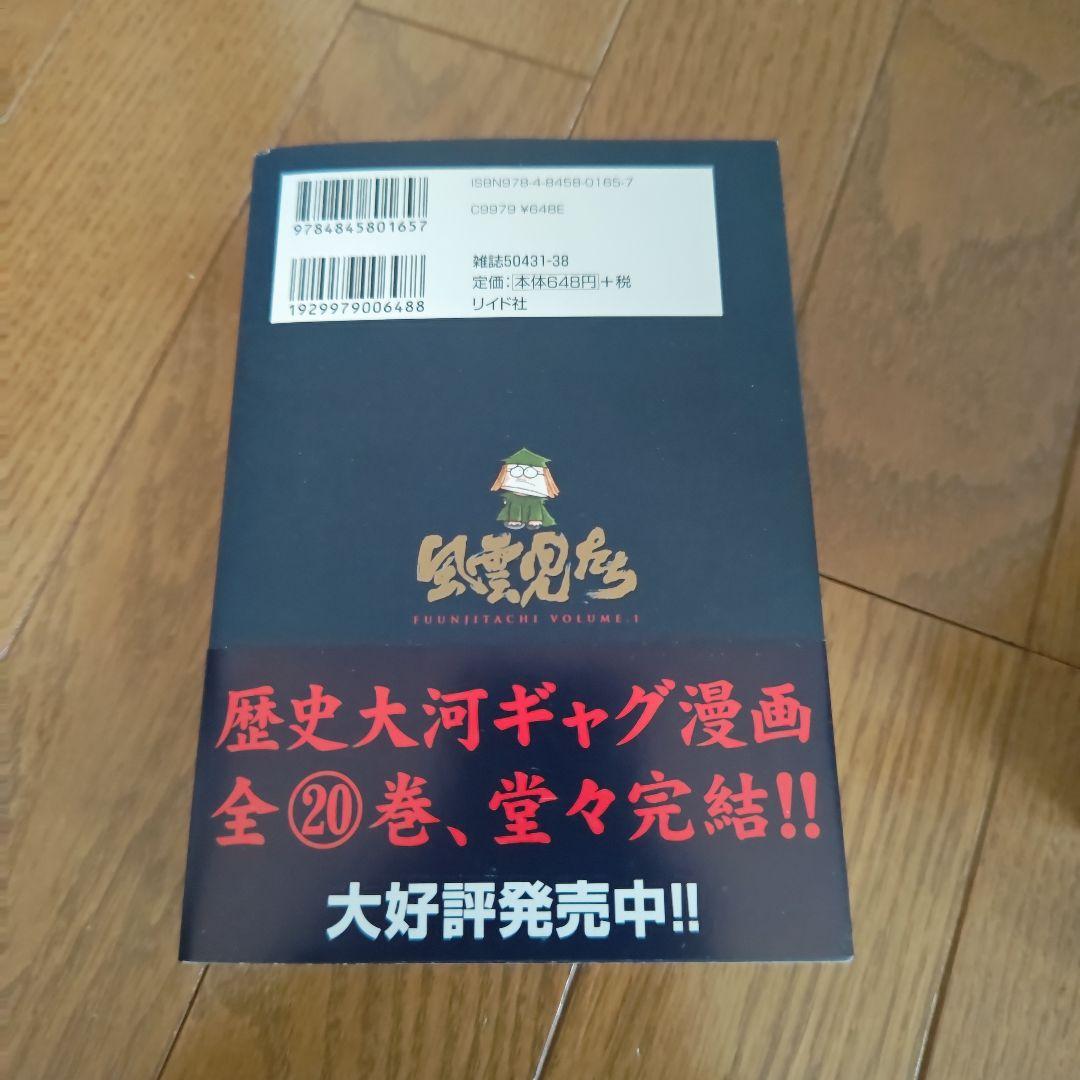 ISBN978-4-8458-0165-7
9784845801657
C9979 ¥648E
雑誌50431-38
定価：本体648円+税
1929979006488
リイド社
風雲児たち
FUUNJITACHI VOLUME.1
歴史大河ギャグ漫画
全⑳巻、堂々完結!!
大好評発売中!!